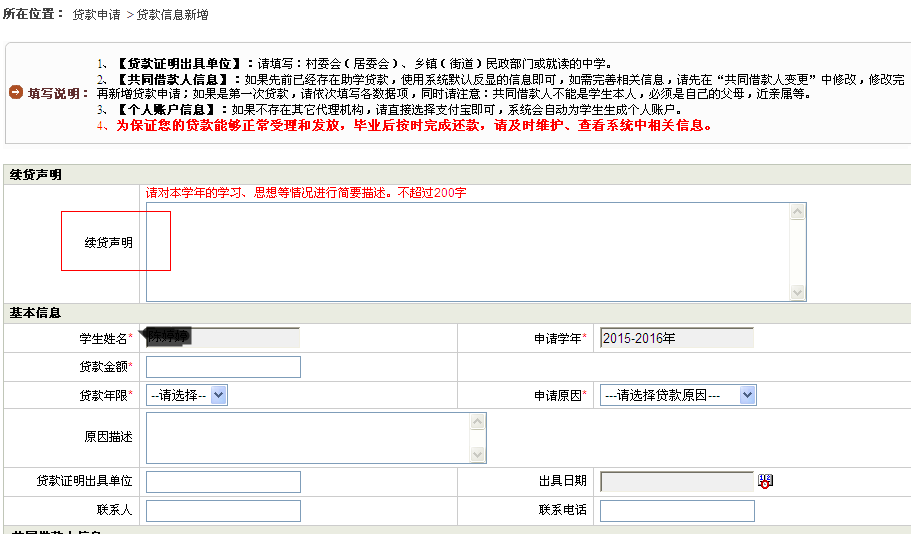 所在位置： 贷款申请 >贷款信息新增
1、【贷款证明出具单位】：请填写：村委会（居委会）、乡镇（街道）民政部门或就读的中学。
2、【共同借款人信息】：如果先前已经存在助学贷款，使用系统默认反显的信息即可，如需完善相关信息，请先在“共同借款人变更”中修改，修改完
填写说明：
再新增贷款申请；如果是第一次贷款，请依次填写各数据项，同时请注意：共同借款人不能是学生本人，必须是自己的父母，近亲属等。
3、【个人账户信息】：如果不存在其它代理机构，请直接选择支付宝即可，系统会自动为学生生成个人账户。
4、为保证您的贷款能够正常受理和发放，毕业后按时完成还款，请及时维护、查看系统中相关信息。
续贷声明
请对本学年的学习、思想等情况进行简要描述。不超过200字
续贷声明
基本信息
学生姓名* 申请学年* 2015-2016年
贷款金额*
贷款年限* --请选择-- 申请原因* ---请选择贷款原因---
原因描述
贷款证明出具单位 出具日期
联系人 联系电话